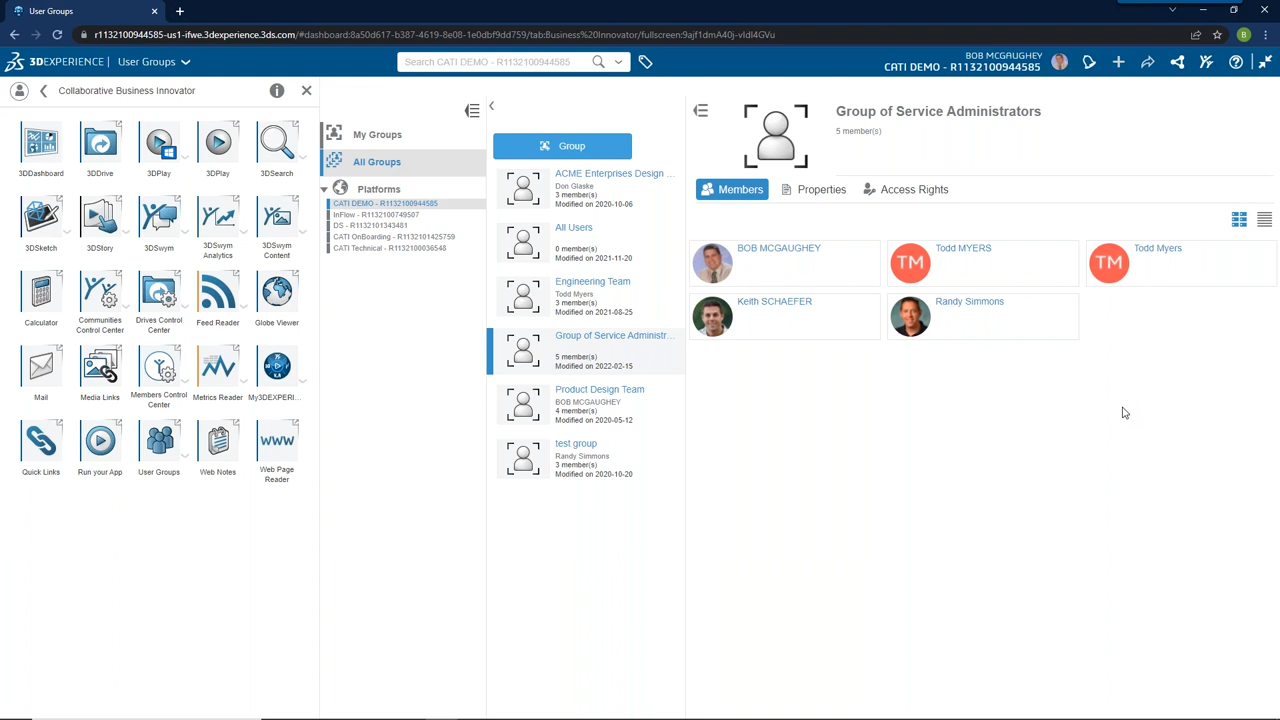 User Groups
r1132100944585-us1-ifwe.3dexperience.3ds.com/#dashboard:8a50d617-b387-4619-8e08-1e0dbf9dd759/tab:Business%20Innovator/fullscreen:9ajf1dmA40j-vIdl4GVu
B
3DEXPERIENCE | User Groups
Search CATI DEMO - R1132100944585
BOB MCGAUGHEY
CATI DEMO - R1132100944585
Collaborative Business Innovator
3DDashboard
3DDrive
3DPlay
3DPlay
3DSearch
3DSketch
3DStory
3DSwym
3DSwym Analytics
3DSwym Content
Calculator
Communities Control Center
Drives Control Center
Feed Reader
Globe Viewer
Mail
Media Links
Members Control Center
Metrics Reader
My3DEXPERI...
Quick Links
Run your App
User Groups
Web Notes
WWW
Web Page Reader
My Groups
All Groups
Platforms
CATI DEMO - R1132100944585
InFlow - R1132100749507
DS - R1132101343481
CATI OnBoarding - R1132101425759
CATI Technical - R1132100036548
Group
ACME Enterprises Design ...
Don Glaske
3 member(s)
Modified on 2020-10-06
All Users
0 member(s)
Modified on 2021-11-20
Engineering Team
Todd Myers
3 member(s)
Modified on 2021-08-25
Group of Service Administr...
5 member(s)
Modified on 2022-02-15
Product Design Team
BOB MCGAUGHEY
4 member(s)
Modified on 2020-05-12
test group
Randy Simmons
3 member(s)
Modified on 2020-10-20
Group of Service Administrators
5 member(s)
Members
Properties
Access Rights
BOB MCGAUGHEY
TM
Todd MYERS
TM
Todd Myers
Keith SCHAEFER
Randy Simmons